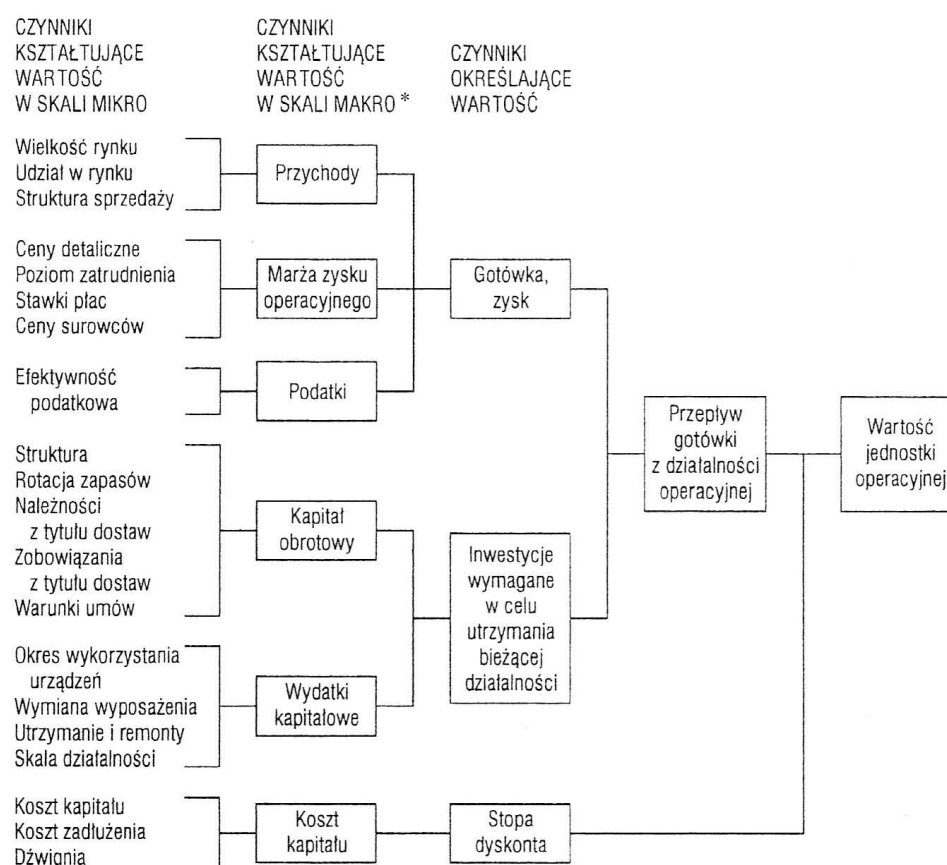 CZYNNIKI
KSZTAŁTUJĄCE
WARTOŚĆ
W SKALI MIKRO
CZYNNIKI
KSZTAŁTUJĄCE
WARTOŚĆ
W SKALI MAKRO *
CZYNNIKI
OKREŚLAJĄCE
WARTOŚĆ
Wielkość rynku
Udział w rynku
Struktura sprzedaży
Przychody
Ceny detaliczne
Poziom zatrudnienia
Stawki płac
Ceny surowców
Marża zysku
operacyjnego
Gotówka,
zysk
Efektywność
podatkowa
Podatki
Przepływ
gotówki
z działalności
operacyjnej
Wartość
jednostki
operacyjnej
Struktura
Rotacja zapasów
Należności
z tytułu dostaw
Zobowiązania
z tytułu dostaw
Warunki umów
Kapitał
obrotowy
Inwestycje
wymagane
w celu
utrzymania
bieżącej
działalności
Okres wykorzystania
urządzeń
Wymiana wyposażenia
Utrzymanie i remonty
Skala działalności
Wydatki
kapitałowe
Koszt kapitału
Koszt zadłużenia
Dźwignia
Koszt
kapitału
Stopa
dyskonta